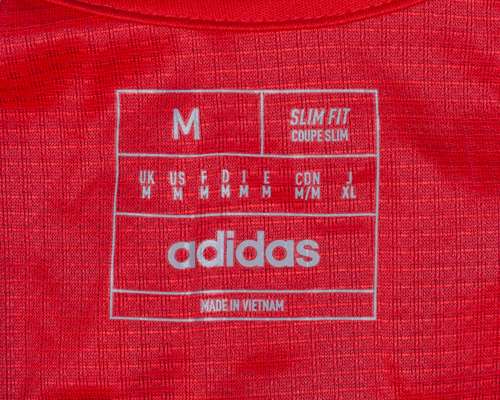 M
SLIM FIT
COUPE SLIM
UK US F D I E CDN J
M M M M M M M/M XL
adidas
MADE IN VIETNAM